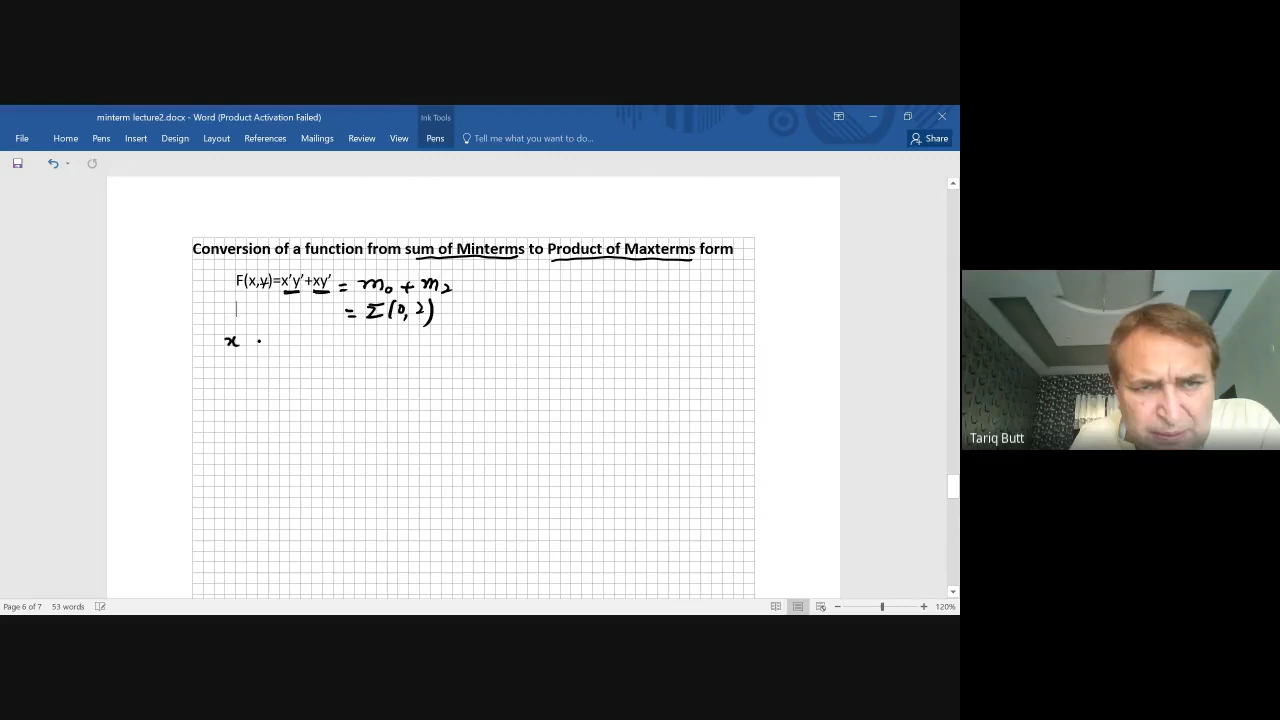 minterm lecture2.docx - Word (Product Activation Failed)
Ink Tools
File Home Pens Insert Design Layout References Mailings Review View Pens Tell me what you want to do... Share
Conversion of a function from sum of Minterms to Product of Maxterms form
F(x,y)=x'y'+xy' = m₀ + m₂
= Σ(0, 2)
x
Tariq Butt
Page 6 of 7 53 words 120%